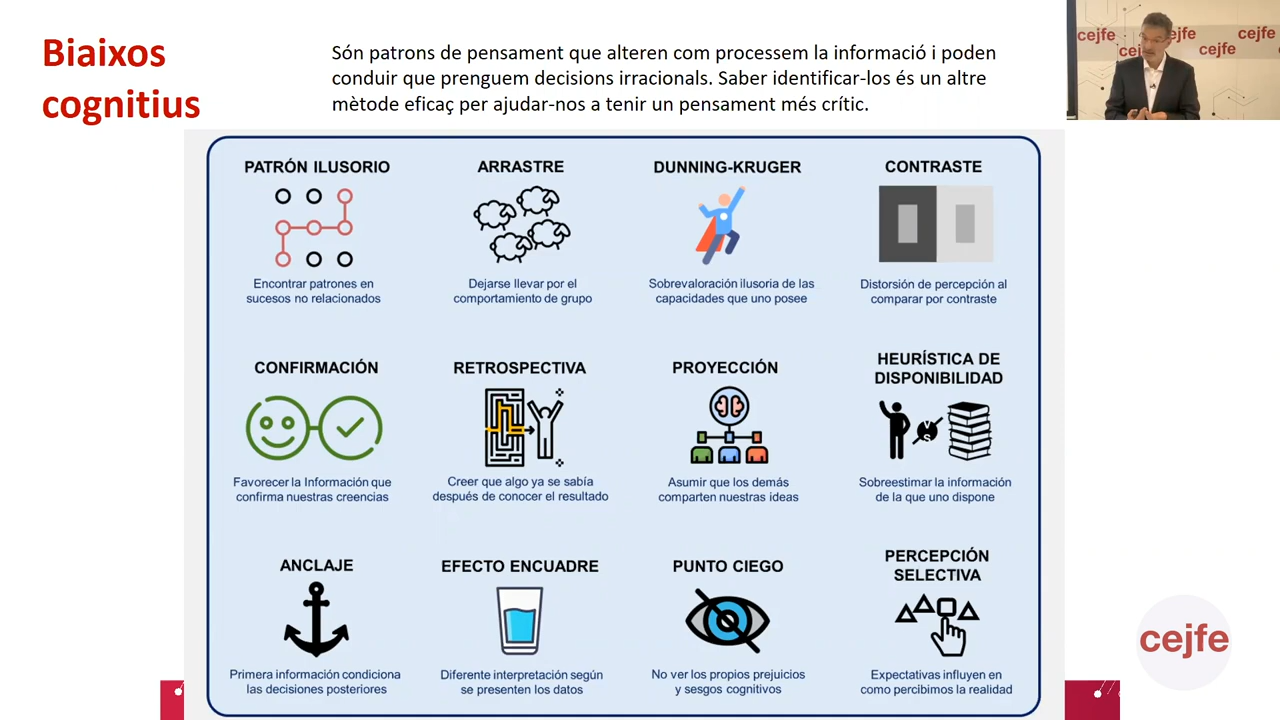 Biaixos
cognitius
Són patrons de pensament que alteren com processem la informació i poden
conduir que prenguem decisions irracionals. Saber identificar-los és un altre
mètode eficaç per ajudar-nos a tenir un pensament més crític.
cejfe
cejfe
cejfe
cejfe
PATRÓN ILUSORIO
Encontrar patrones en
sucesos no relacionados
ARRASTRE
Dejarse llevar por el
comportamiento de grupo
DUNNING-KRUGER
Sobrevaloración ilusoria de las
capacidades que uno posee
CONTRASTE
Distorsión de percepción al
comparar por contraste
CONFIRMACIÓN
Favorecer la Información que
confirma nuestras creencias
RETROSPECTIVA
Creer que algo ya se sabía
después de conocer el resultado
PROYECCIÓN
Asumir que los demás
comparten nuestras ideas
HEURÍSTICA DE
DISPONIBILIDAD
VS
Sobreestimar la información
de la que uno dispone
ANCLAJE
Primera información condiciona
las decisiones posteriores
EFECTO ENCUADRE
Diferente interpretación según
se presenten los datos
PUNTO CIEGO
No ver los propios prejuicios
y sesgos cognitivos
PERCEPCIÓN
SELECTIVA
Expectativas influyen en
como percibimos la realidad
cejfe